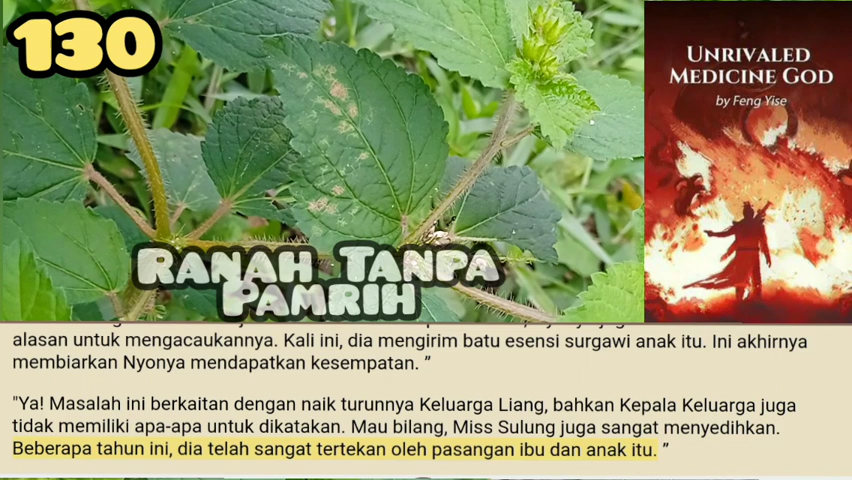 130
UNRIVALED
MEDICINE GOD
by Feng Yise
RANAH TANPA
PAMRIH
alasan untuk mengacaukannya. Kali ini, dia mengirim batu esensi surgawi anak itu. Ini akhirnya
membiarkan Nyonya mendapatkan kesempatan. ”
"Ya! Masalah ini berkaitan dengan naik turunnya Keluarga Liang, bahkan Kepala Keluarga juga
tidak memiliki apa-apa untuk dikatakan. Mau bilang, Miss Sulung juga sangat menyedihkan.
Beberapa tahun ini, dia telah sangat tertekan oleh pasangan ibu dan anak itu. ”